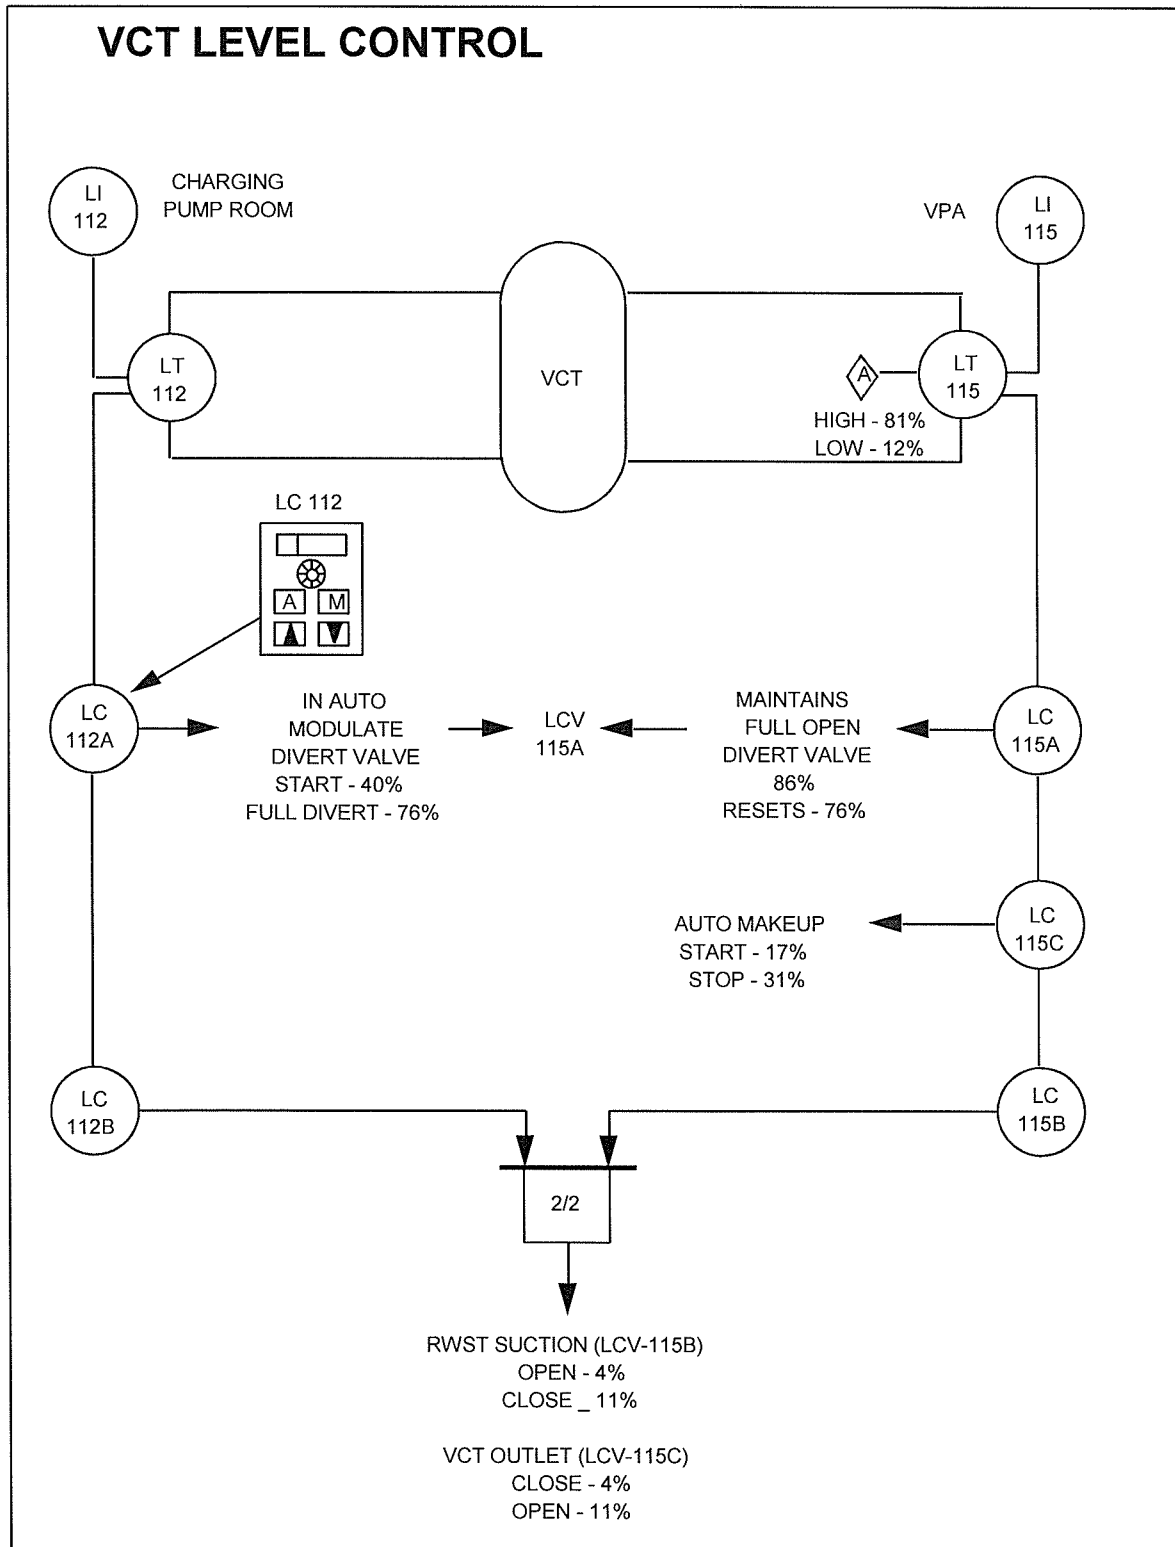 VCT LEVEL CONTROL
LI
112
CHARGING
PUMP ROOM
VPA
LI
115
LT
112
VCT
A
LT
115
HIGH - 81%
LOW - 12%
LC 112
A M
LC
112A
IN AUTO
MODULATE
DIVERT VALVE
START - 40%
FULL DIVERT - 76%
LCV
115A
MAINTAINS
FULL OPEN
DIVERT VALVE
86%
RESETS - 76%
LC
115A
AUTO MAKEUP
START - 17%
STOP - 31%
LC
115C
LC
112B
LC
115B
2/2
RWST SUCTION (LCV-115B)
OPEN - 4%
CLOSE _ 11%
VCT OUTLET (LCV-115C)
CLOSE - 4%
OPEN - 11%